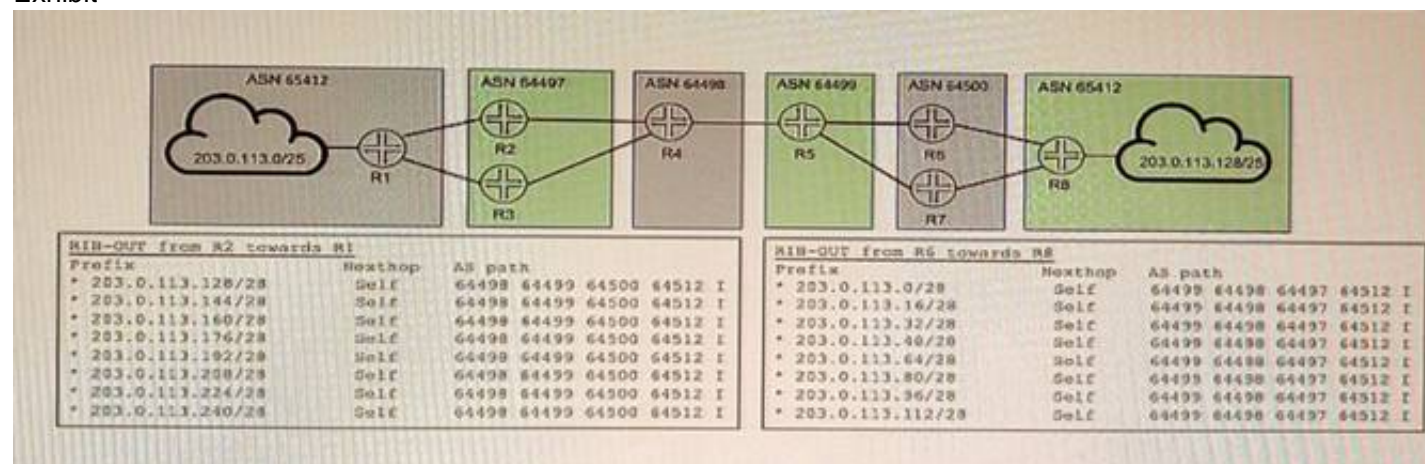 Exhibit
ASN 65412
ASN 64497
ASN 64498
ASN 64499
ASN 64500
ASN 65412
203.0.113.0/25
R1
R2
R3
R4
R5
R6
R7
R8
203.0.113.128/25
RIB-OUT from R2 towards R1
Prefix Nexthop AS path
* 203.0.113.128/28 Self 64498 64499 64500 64512 I
* 203.0.113.144/28 Self 64498 64499 64500 64512 I
* 203.0.113.160/28 Self 64498 64499 64500 64512 I
* 203.0.113.176/28 Self 64498 64499 64500 64512 I
* 203.0.113.192/28 Self 64498 64499 64500 64512 I
* 203.0.113.208/28 Self 64498 64499 64500 64512 I
* 203.0.113.224/28 Self 64498 64499 64500 64512 I
* 203.0.113.240/28 Self 64498 64499 64500 64512 I
RIB-OUT from R6 towards R8
Prefix Nexthop AS path
* 203.0.113.0/28 Self 64499 64498 64497 64512 I
* 203.0.113.16/28 Self 64499 64498 64497 64512 I
* 203.0.113.32/28 Self 64499 64498 64497 64512 I
* 203.0.113.48/28 Self 64499 64498 64497 64512 I
* 203.0.113.64/28 Self 64499 64498 64497 64512 I
* 203.0.113.80/28 Self 64499 64498 64497 64512 I
* 203.0.113.96/28 Self 64499 64498 64497 64512 I
* 203.0.113.112/28 Self 64499 64498 64497 64512 I